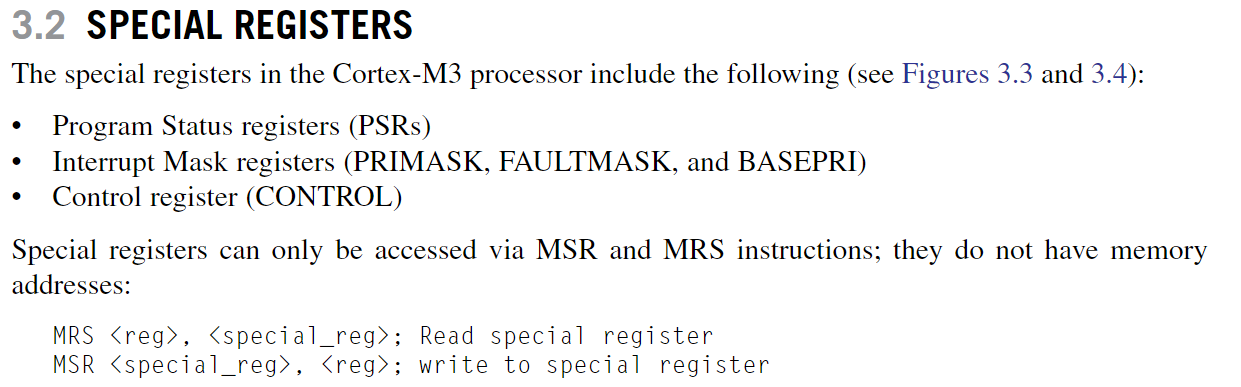 3.2 SPECIAL REGISTERS
The special registers in the Cortex-M3 processor include the following (see Figures 3.3 and 3.4):
• Program Status registers (PSRs)
• Interrupt Mask registers (PRIMASK, FAULTMASK, and BASEPRI)
• Control register (CONTROL)
Special registers can only be accessed via MSR and MRS instructions; they do not have memory
addresses:
MRS <reg>, <special_reg>; Read special register
MSR <special_reg>, <reg>; write to special register